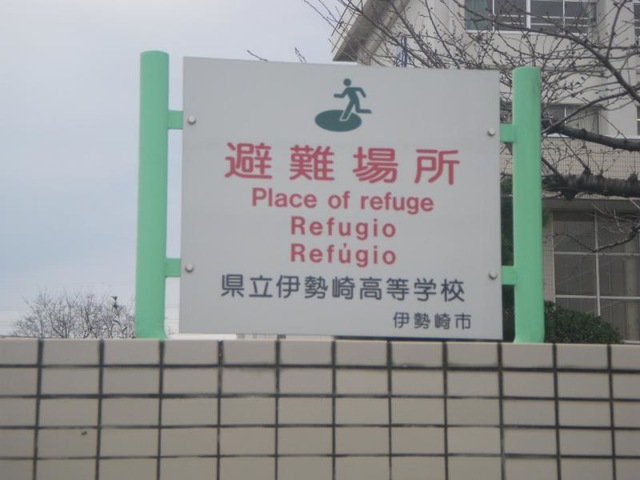 避難場所
Place of refuge
Refugio
Refúgio
県立伊勢崎高等学校
伊勢崎市